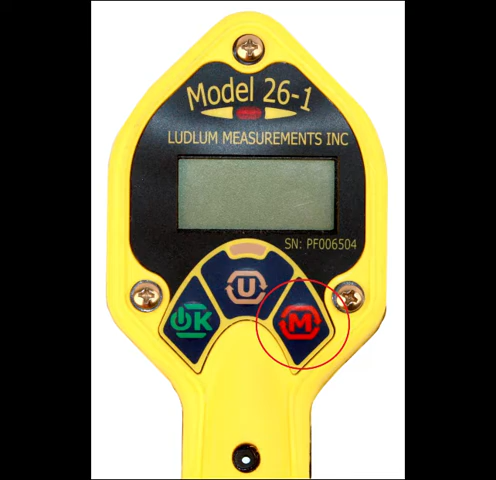 Model 26-1
LUDLUM MEASUREMENTS INC
SN: PF006504
U
OK
M